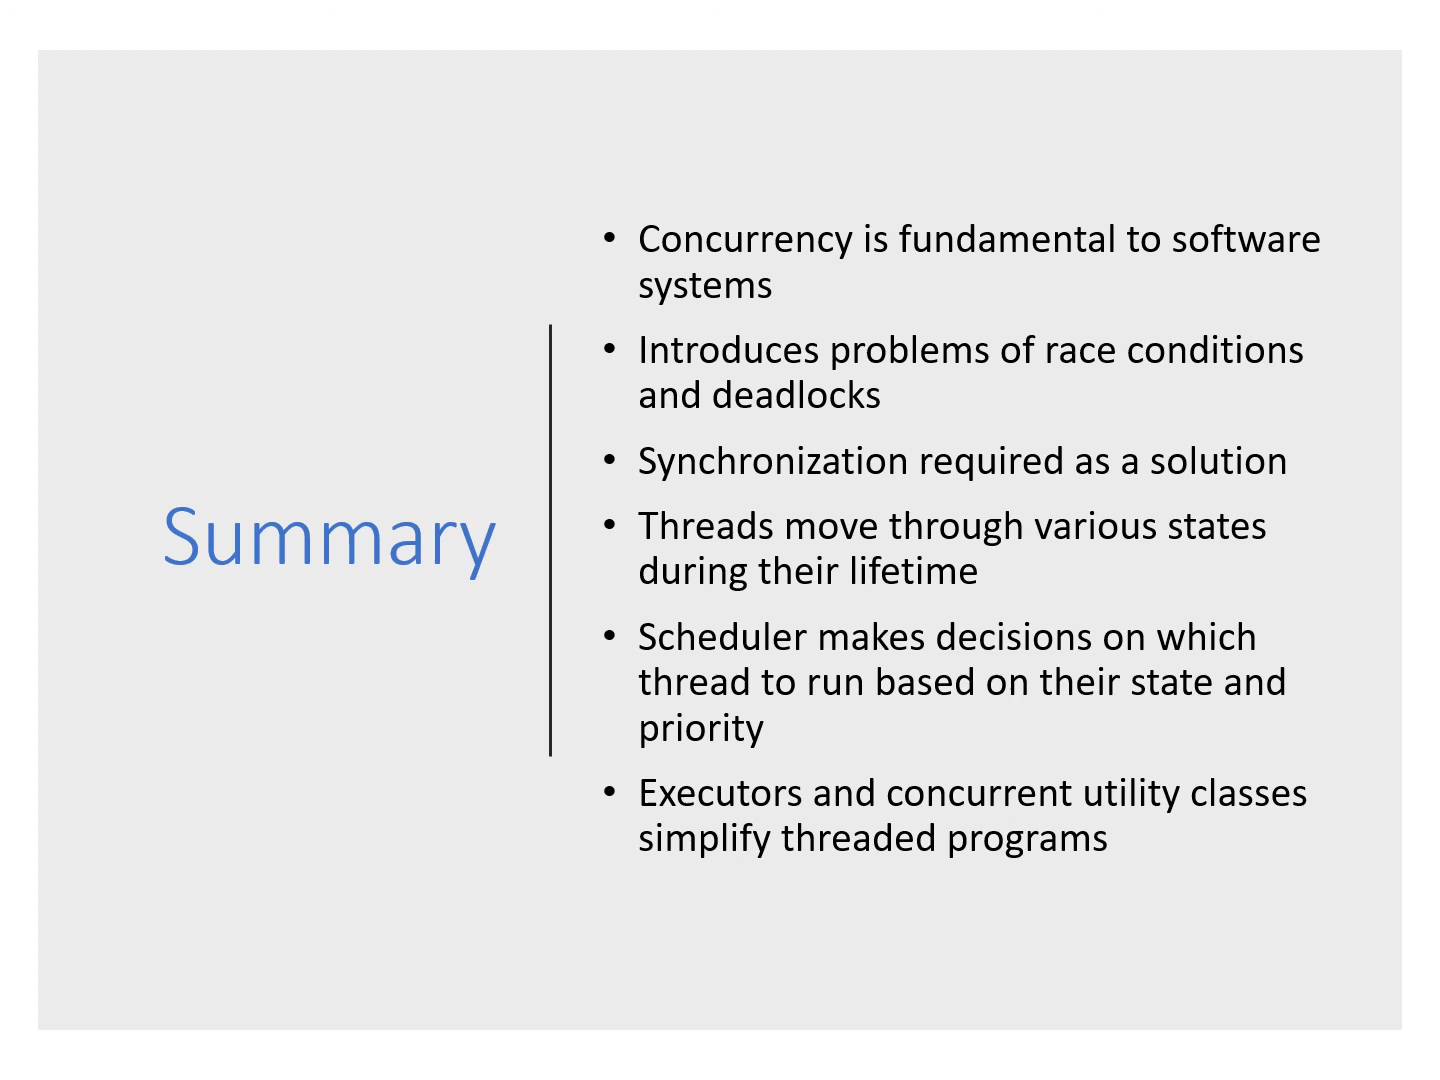 Summary
• Concurrency is fundamental to software
systems
• Introduces problems of race conditions
and deadlocks
• Synchronization required as a solution
• Threads move through various states
during their lifetime
• Scheduler makes decisions on which
thread to run based on their state and
priority
• Executors and concurrent utility classes
simplify threaded programs